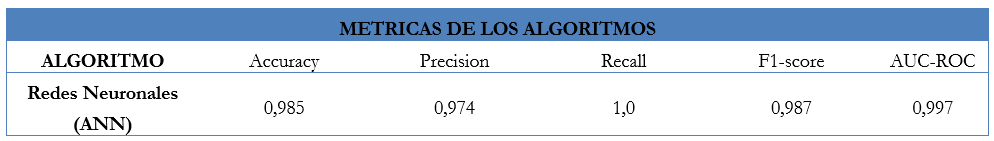 METRICAS DE LOS ALGORITMOS
ALGORITMO Accuracy Precision Recall F1-score AUC-ROC
Redes Neuronales
(ANN) 0,985 0,974 1,0 0,987 0,997